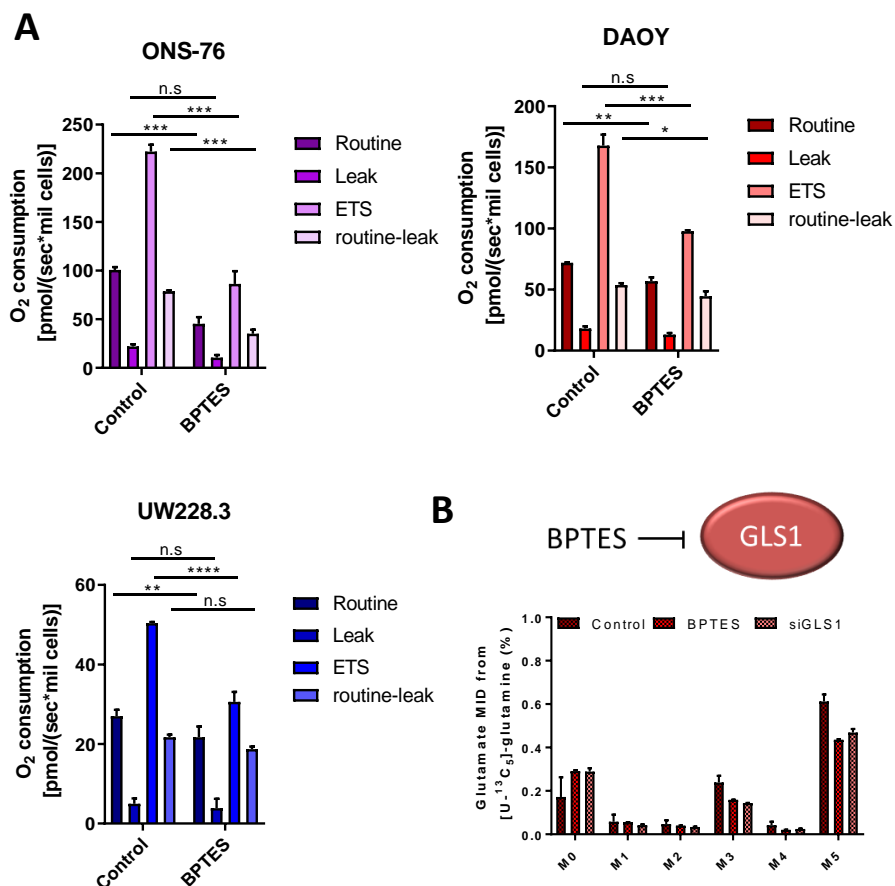 A
ONS-76
n.s
***
***
***
250
200
150
100
50
0
O2 consumption
[pmol/(sec*mil cells)]
Control
BPTES
Routine
Leak
ETS
routine-leak
DAOY
n.s
***
**
*
200
150
100
50
0
O2 consumption
[pmol/(sec*mil cells)]
Control
BPTES
Routine
Leak
ETS
routine-leak
UW228.3
n.s
****
**
n.s
60
40
20
0
O2 consumption
[pmol/(sec*mil cells)]
Control
BPTES
Routine
Leak
ETS
routine-leak
B
BPTES
GLS1
1.0
0.8
0.6
0.4
0.2
0.0
Glutamate MID from
[U-13C5]-glutamine (%)
Control BPTES siGLS1
M0
M1
M2
M3
M4
M5